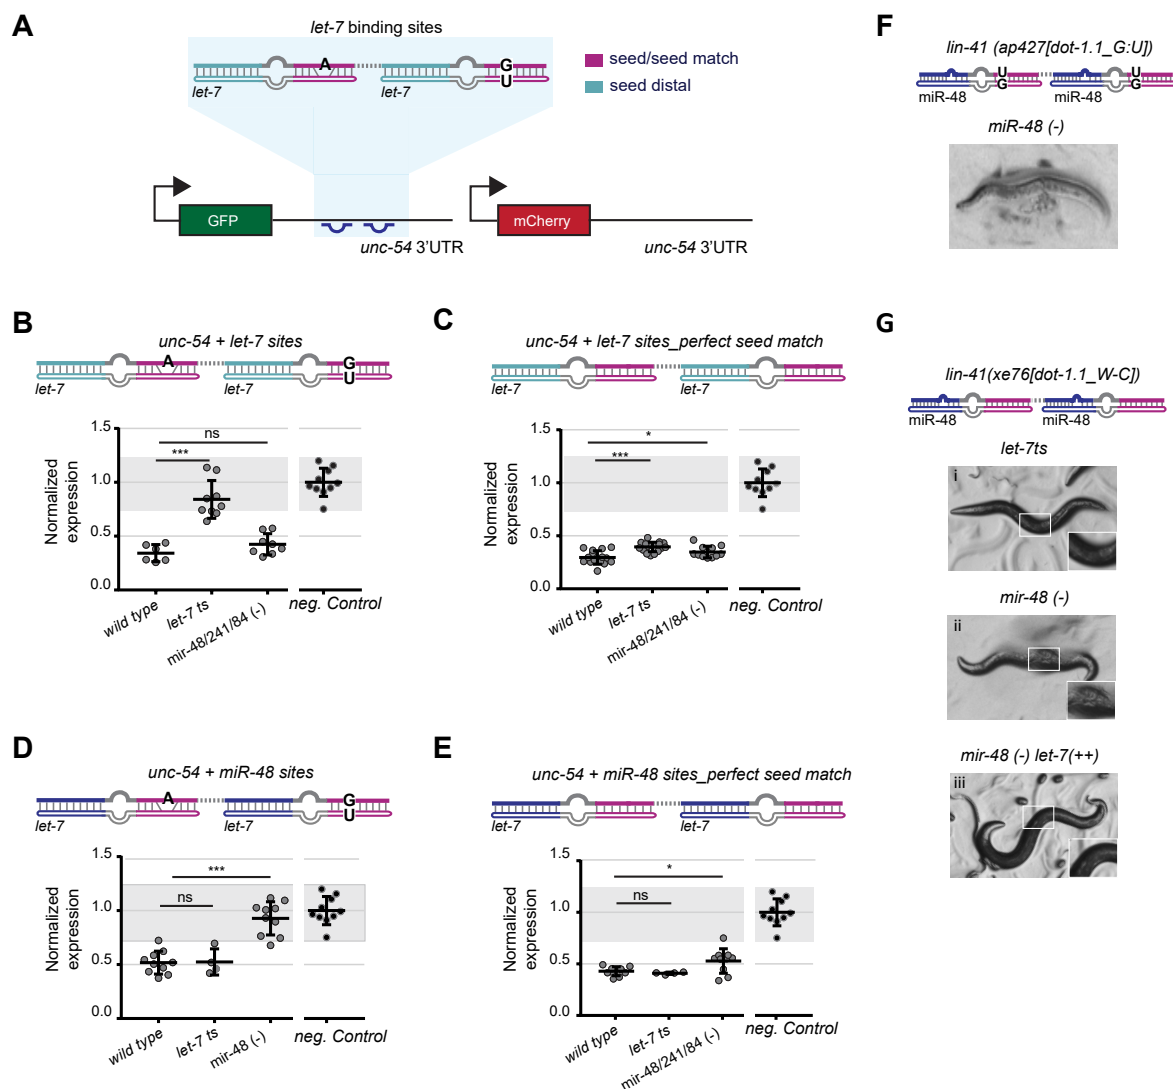 A
let-7 binding sites
A
G
U
let-7
let-7
seed/seed match
seed distal
GFP
mCherry
unc-54 3'UTR
unc-54 3'UTR
B
unc-54 + let-7 sites
A
G
U
let-7
let-7
Normalized
expression
1.5
1.0
0.5
0.0
ns
***
wild type
let-7 ts
mir-48/241/84 (-)
neg. Control
C
unc-54 + let-7 sites_perfect seed match
let-7
let-7
Normalized
expression
1.5
1.0
0.5
0.0
*
***
wild type
let-7 ts
mir-48/241/84 (-)
neg. Control
D
unc-54 + miR-48 sites
A
G
U
let-7
let-7
Normalized
expression
1.5
1.0
0.5
0.0
***
ns
wild type
let-7 ts
mir-48 (-)
neg. Control
E
unc-54 + miR-48 sites_perfect seed match
let-7
let-7
Normalized
expression
1.5
1.0
0.5
0.0
*
ns
wild type
let-7 ts
mir-48/241/84 (-)
neg. Control
F
lin-41 (ap427[dot-1.1_G:U])
U
G
U
G
miR-48
miR-48
miR-48 (-)
G
lin-41(xe76[dot-1.1_W-C])
miR-48
miR-48
let-7ts
i
mir-48 (-)
ii
mir-48 (-) let-7(++)
iii